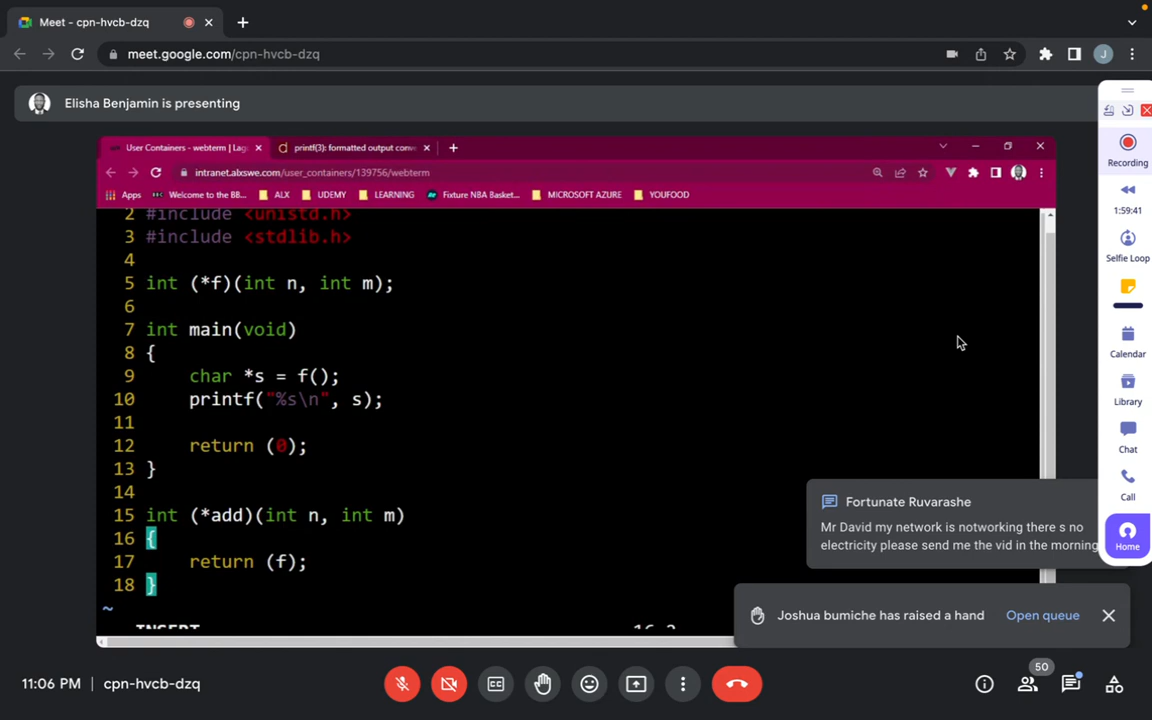 Meet - cpn-hvcb-dzq
meet.google.com/cpn-hvcb-dzq
J
Elisha Benjamin is presenting
User Containers - webterm | Lag
printf(3): formatted output conve
intranet.alxswe.com/user_containers/139756/webterm
Apps
Welcome to the BB...
ALX
UDEMY
LEARNING
Fixture NBA Basket...
MICROSOFT AZURE
YOUFOOD
2 #include <unistd.h>
3 #include <stdlib.h>
4
5 int (*f)(int n, int m);
6
7 int main(void)
8 {
9 char *s = f();
10 printf("%s\n", s);
11
12 return (0);
13 }
14
15 int (*add)(int n, int m)
16 {
17 return (f);
18 }
~
INSERT
16,2
Recording
1:59:41
Selfie Loop
Calendar
Library
Chat
Call
Home
Fortunate Ruvarashe
Mr David my network is notworking there s no
electricity please send me the vid in the morning
Joshua bumiche has raised a hand
Open queue
11:06 PM | cpn-hvcb-dzq
50